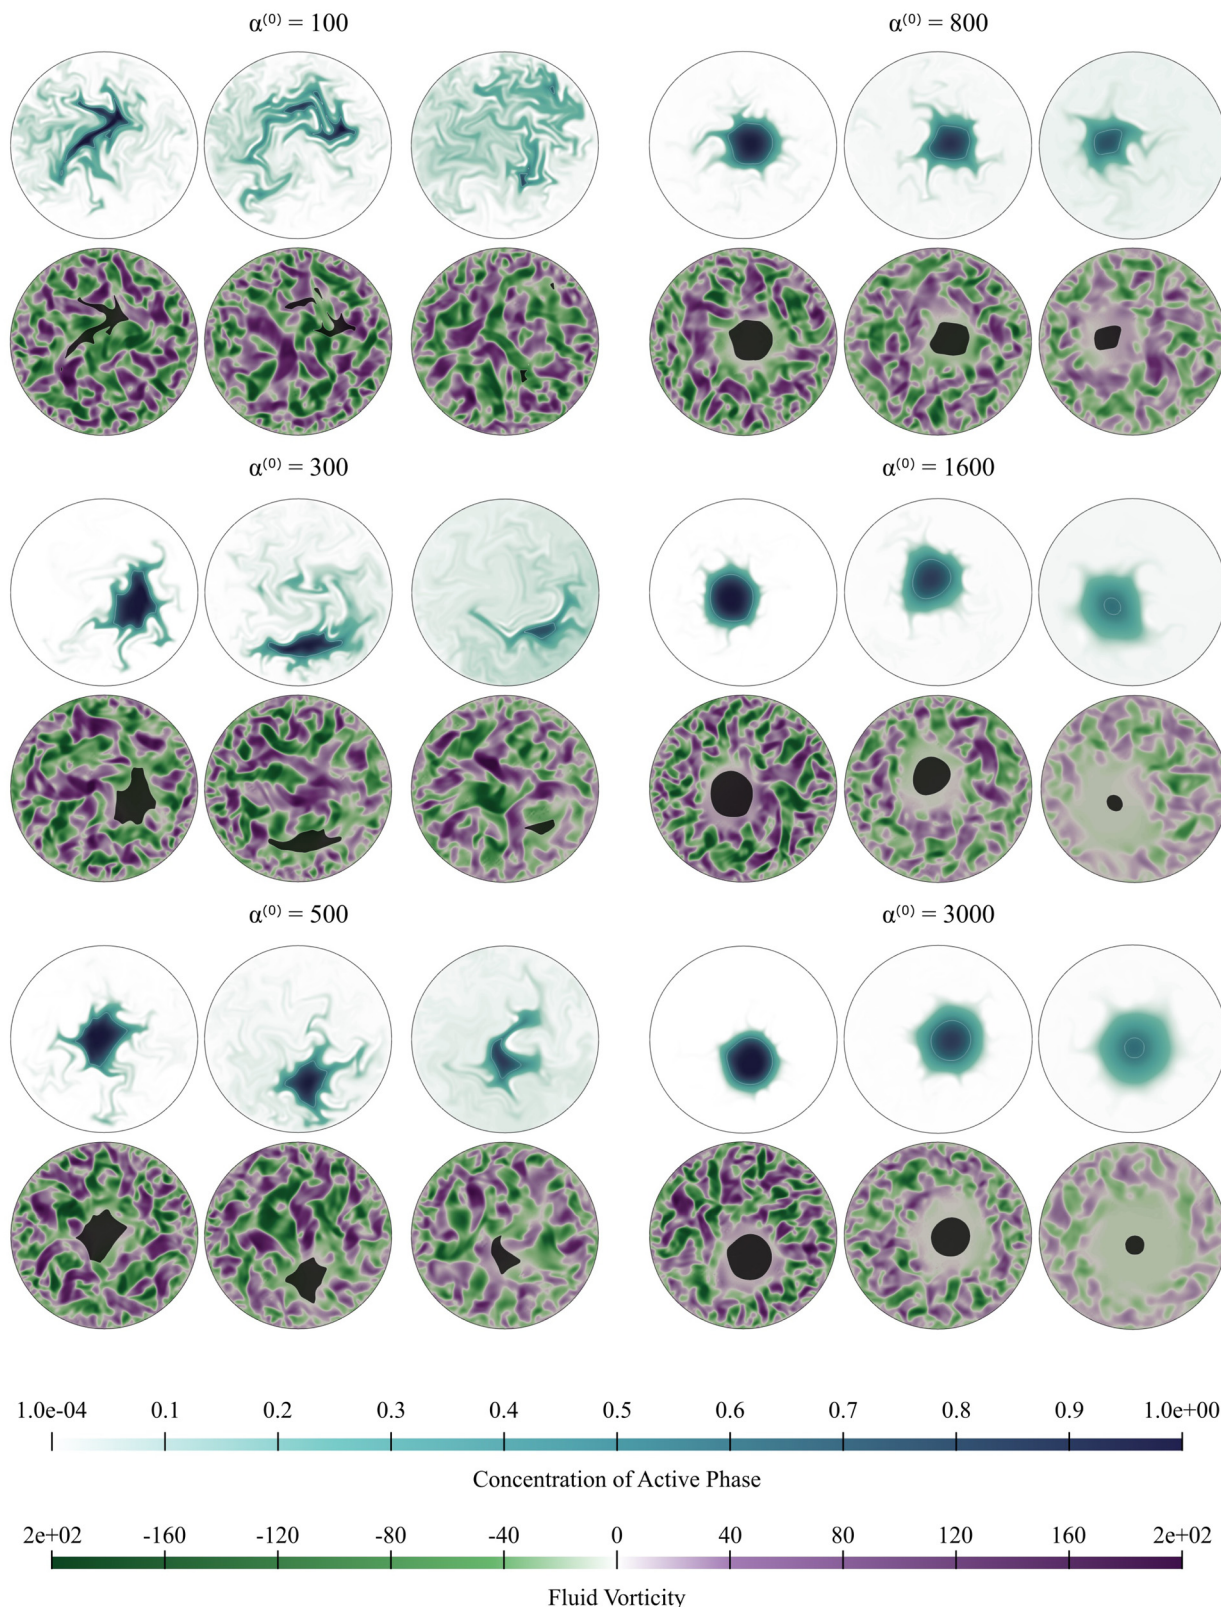 α⁽⁰⁾ = 100
α⁽⁰⁾ = 800
α⁽⁰⁾ = 300
α⁽⁰⁾ = 1600
α⁽⁰⁾ = 500
α⁽⁰⁾ = 3000
1.0e-04 0.1 0.2 0.3 0.4 0.5 0.6 0.7 0.8 0.9 1.0e+00
Concentration of Active Phase
2e+02 -160 -120 -80 -40 0 40 80 120 160 2e+02
Fluid Vorticity